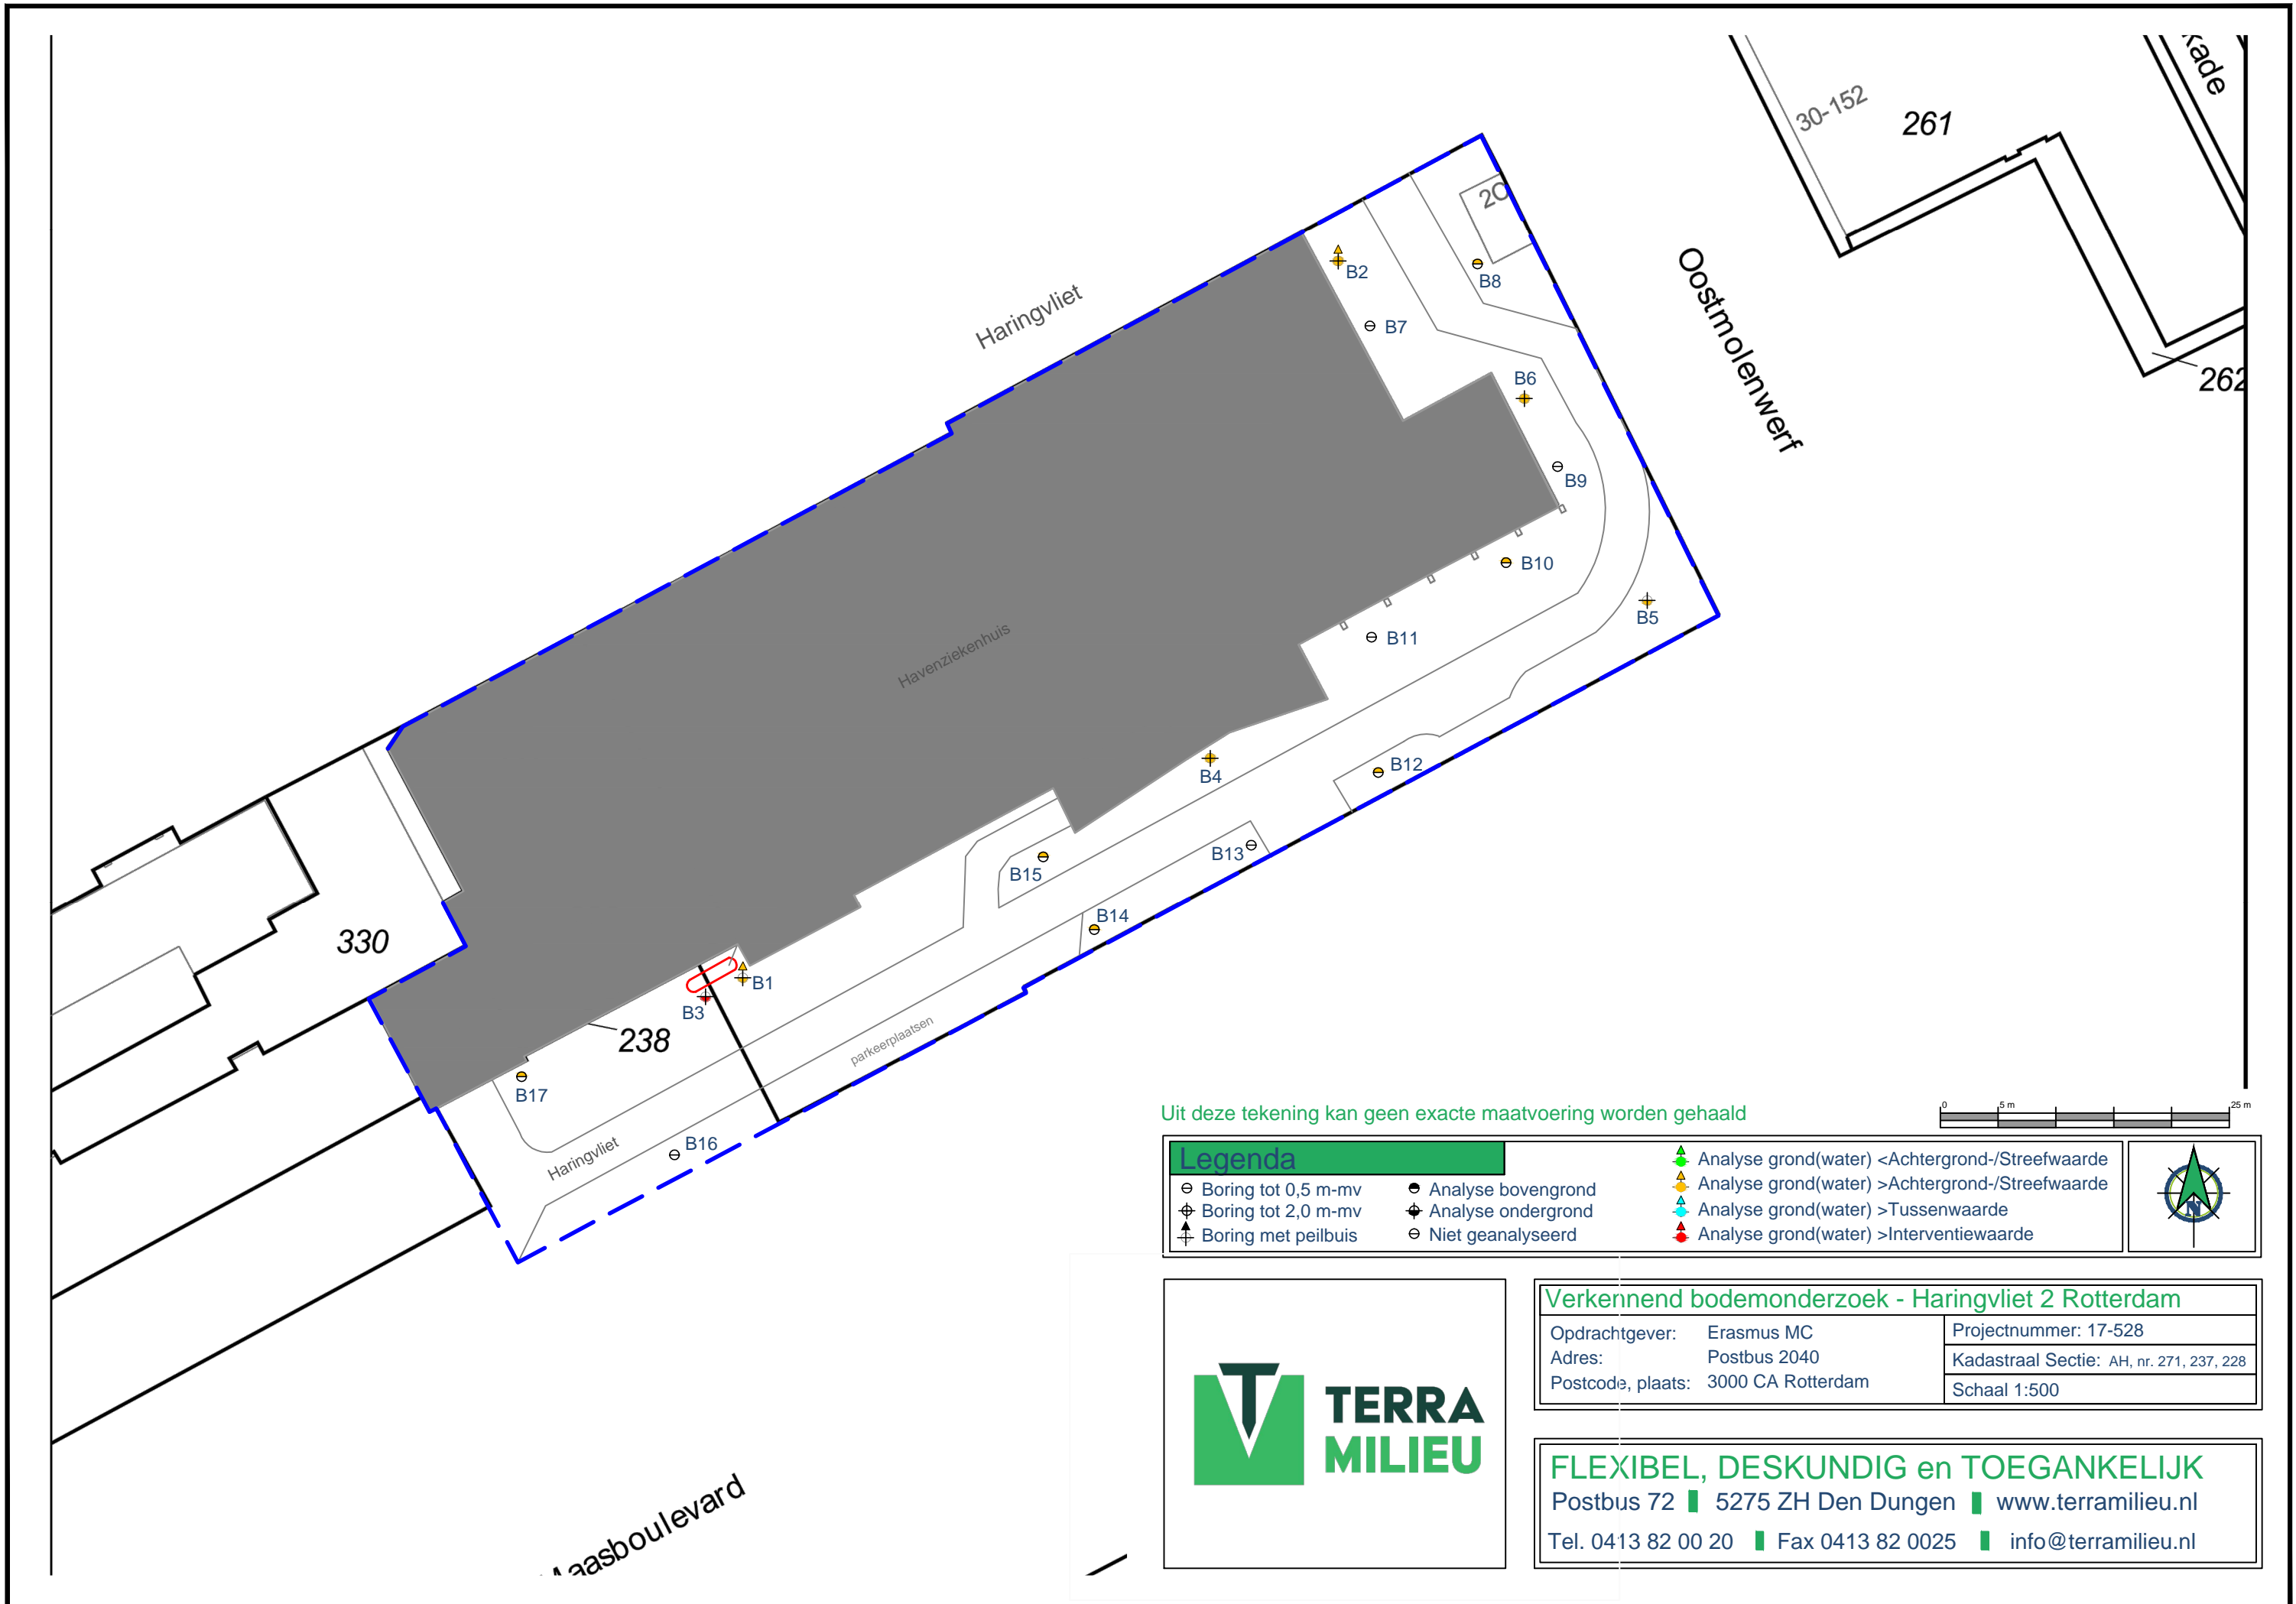 kade
30-152
261
2
Oostmolenwerf
262
Haringvliet
B2
B8
B7
B6
B9
B10
B5
B11
Havenziekenhuis
B4
B12
B13
B15
B14
330
B1
B3
238
parkeerplaatsen
B17
B16
Haringvliet
Maasboulevard
Uit deze tekening kan geen exacte maatvoering worden gehaald
0 5 m 25 m
Legenda
Boring tot 0,5 m-mv
Boring tot 2,0 m-mv
Boring met peilbuis
Analyse bovengrond
Analyse ondergrond
Niet geanalyseerd
Analyse grond(water) <Achtergrond-/Streefwaarde
Analyse grond(water) >Achtergrond-/Streefwaarde
Analyse grond(water) >Tussenwaarde
Analyse grond(water) >Interventiewaarde
N
TERRA
MILIEU
Verkennend bodemonderzoek - Haringvliet 2 Rotterdam
Opdrachtgever: Erasmus MC
Adres: Postbus 2040
Postcode, plaats: 3000 CA Rotterdam
Projectnummer: 17-528
Kadastraal Sectie: AH, nr. 271, 237, 228
Schaal 1:500
FLEXIBEL, DESKUNDIG en TOEGANKELIJK
Postbus 72 5275 ZH Den Dungen www.terramilieu.nl
Tel. 0413 82 00 20 Fax 0413 82 0025 info@terramilieu.nl